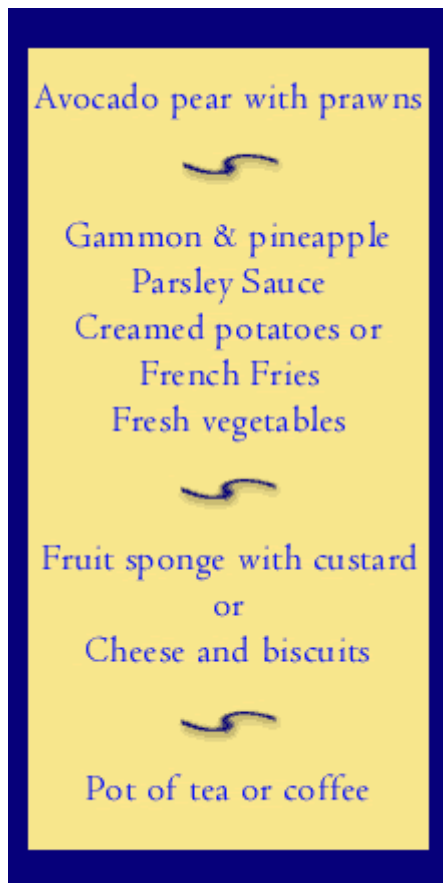 Avocado pear with prawns
Gammon & pineapple
Parsley Sauce
Creamed potatoes or
French Fries
Fresh vegetables
Fruit sponge with custard
or
Cheese and biscuits
Pot of tea or coffee